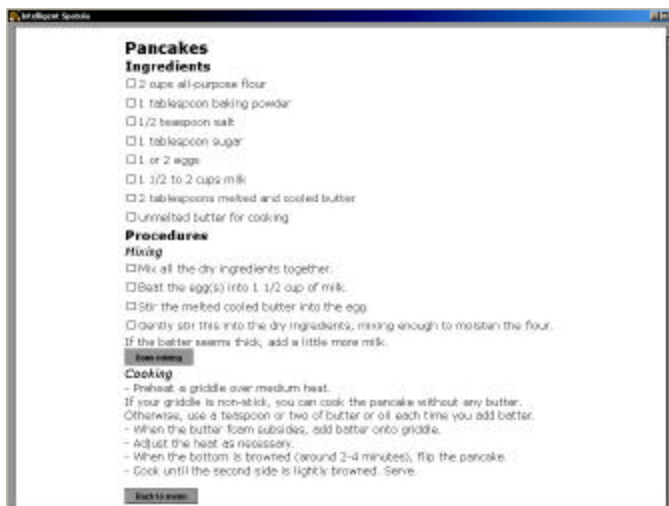 Intelligent Spatula
Pancakes
Ingredients
2 cups all-purpose flour
1 tablespoon baking powder
1/2 teaspoon salt
1 tablespoon sugar
1 or 2 eggs
1 1/2 to 2 cups milk
2 tablespoons melted and cooled butter
unmelted butter for cooking
Procedures
Mixing
Mix all the dry ingredients together.
Beat the egg(s) into 1 1/2 cup of milk.
Stir the melted cooled butter into the egg.
Gently stir this into the dry ingredients, mixing enough to moisten the flour.
If the batter seems thick, add a little more milk.
Done mixing
Cooking
- Preheat a griddle over medium heat.
If your griddle is non-stick, you can cook the pancake without any butter.
Otherwise, use a teaspoon or two of butter or oil each time you add batter.
- When the butter foam subsides, add batter onto griddle.
- Adjust the heat as necessary.
- When the bottom is browned (around 2-4 minutes), flip the pancake.
- Cook until the second side is lightly browned. Serve.
Back to menu